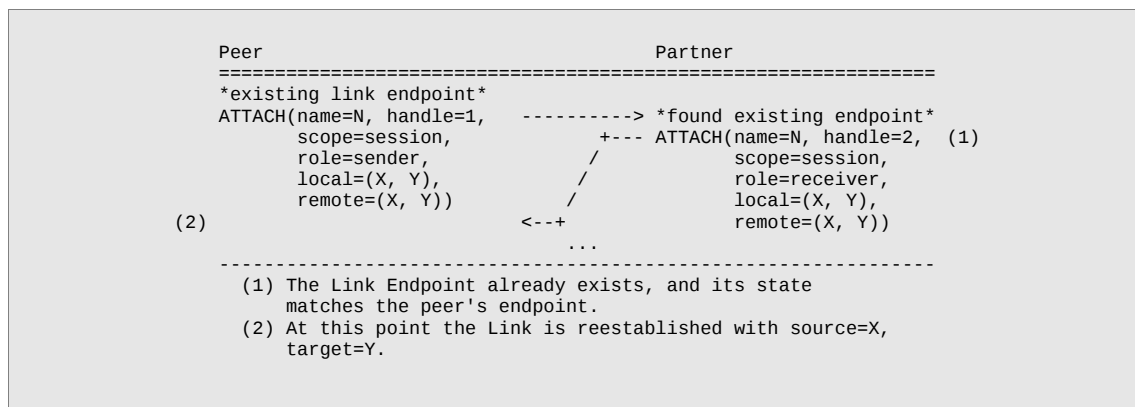 Peer                                   Partner
================================================================
*existing link endpoint*
ATTACH(name=N, handle=1,   ----------> *found existing endpoint*
       scope=session,             +--- ATTACH(name=N, handle=2,  (1)
       role=sender,              /            scope=session,
       local=(X, Y),            /             role=receiver,
       remote=(X, Y))          /              local=(X, Y),
(2)                        <--+               remote=(X, Y))
                               ...
----------------------------------------------------------------
(1) The Link Endpoint already exists, and its state
    matches the peer's endpoint.
(2) At this point the Link is reestablished with source=X,
    target=Y.